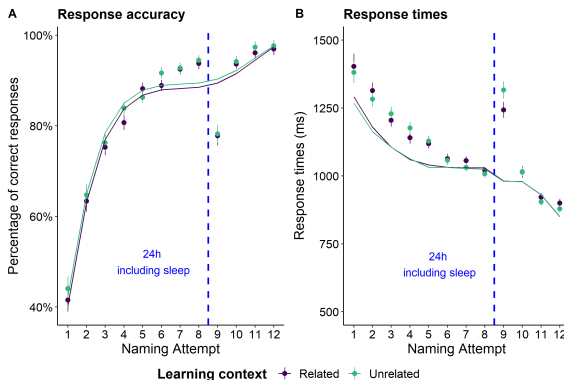 A
Response accuracy
100%
80%
60%
40%
Percentage of correct responses
24h
including sleep
1 2 3 4 5 6 7 8 9 10 11 12
Naming Attempt
B
Response times
1500
1250
1000
750
500
Response times (ms)
24h
including sleep
1 2 3 4 5 6 7 8 9 10 11 12
Naming Attempt
Learning context Related Unrelated